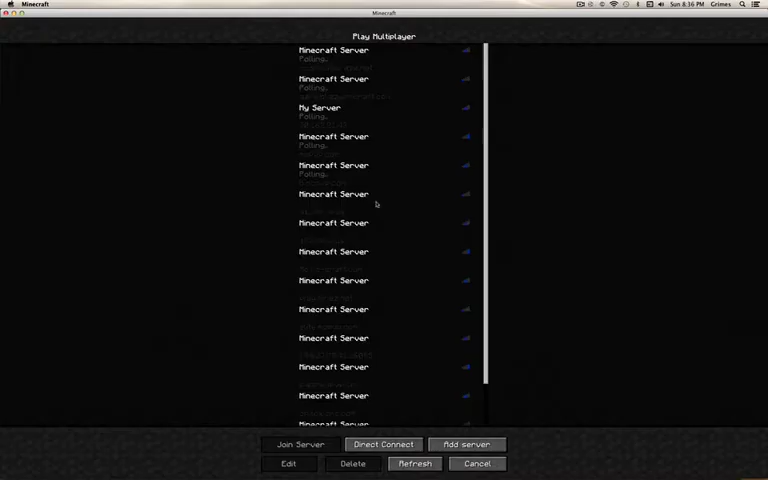 Minecraft
Sun 8:36 PM Grimes
Minecraft
Play Multiplayer
Minecraft Server
Polling..
Minecraft Server
Polling..
My Server
Polling..
Minecraft Server
Polling..
Minecraft Server
Polling..
Minecraft Server
Minecraft Server
Minecraft Server
Minecraft Server
Minecraft Server
Minecraft Server
Minecraft Server
Minecraft Server
Minecraft Server
Join Server Direct Connect Add server
Edit Delete Refresh Cancel